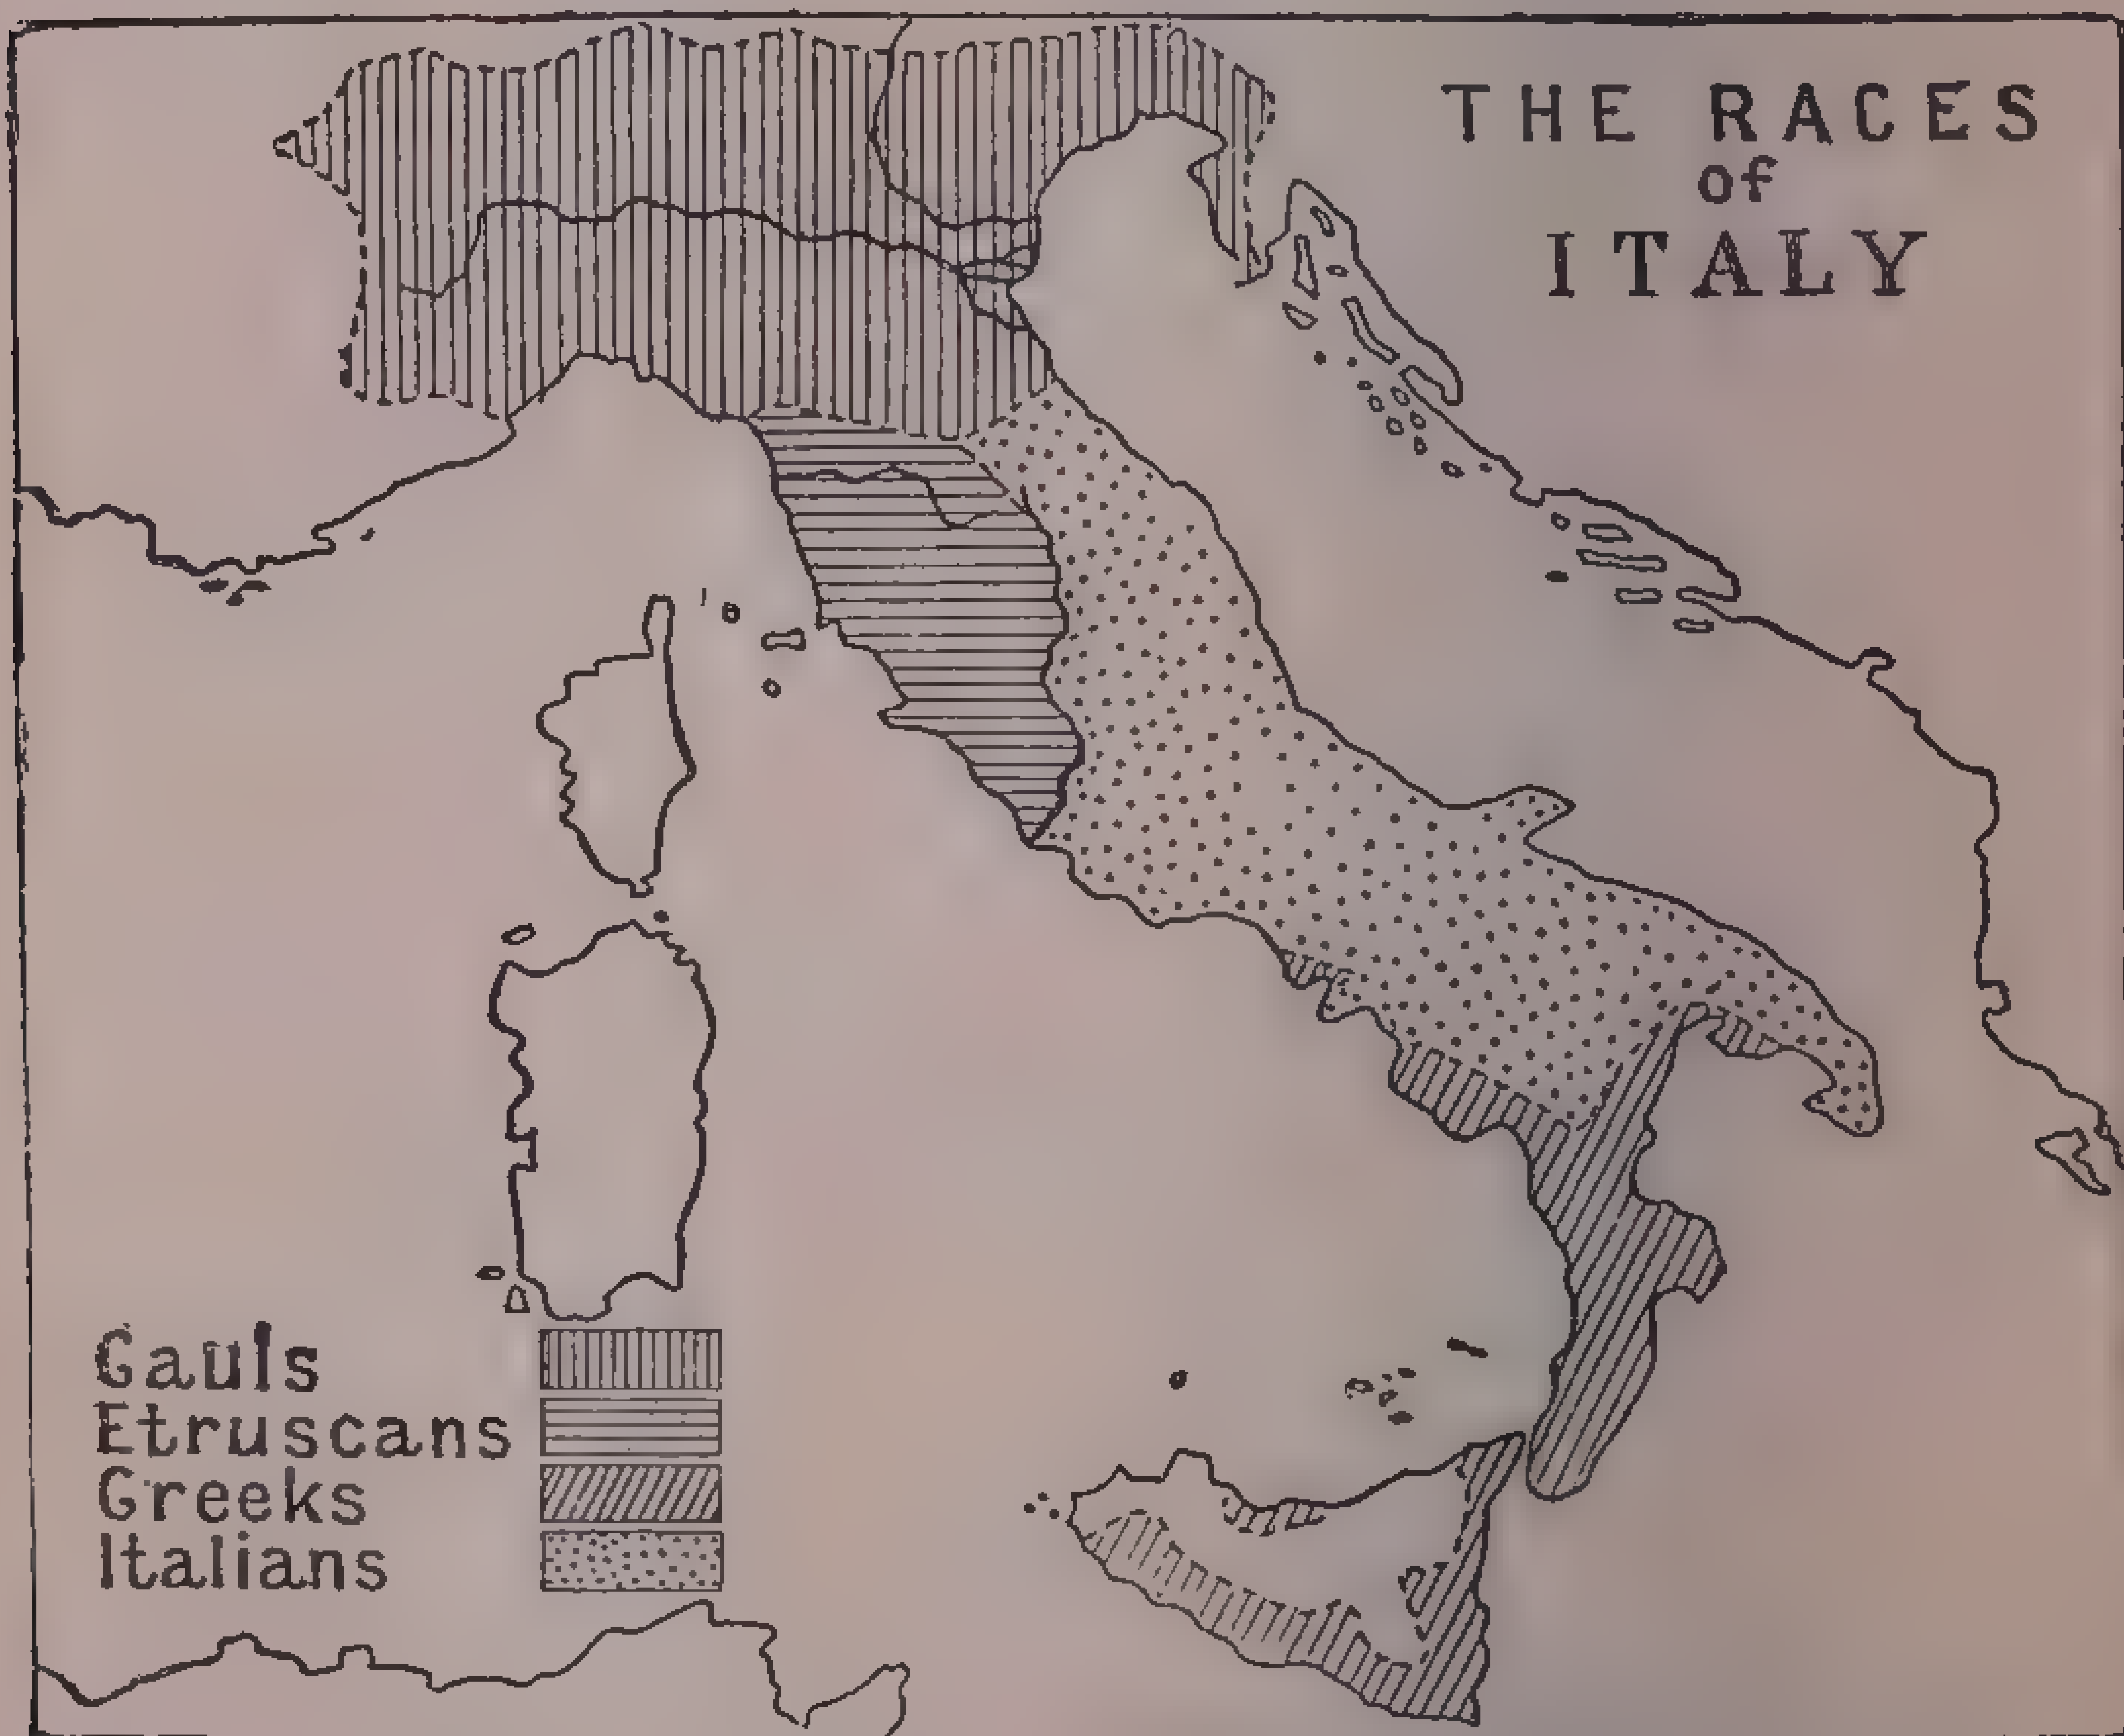 THE RACES
of
ITALY
Gauls
Etruscans
Greeks
Italians